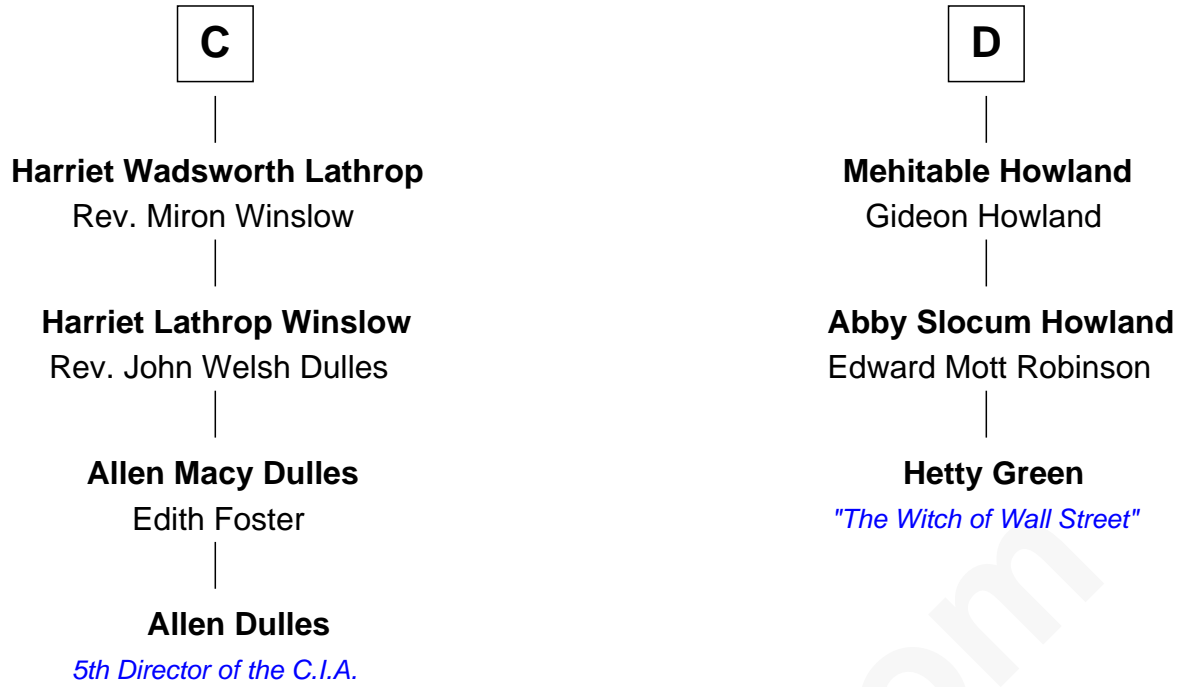 C
Harriet Wadsworth Lathrop
Rev. Miron Winslow
Harriet Lathrop Winslow
Rev. John Welsh Dulles
Allen Macy Dulles
Edith Foster
Allen Dulles
5th Director of the C.I.A.
D
Mehitable Howland
Gideon Howland
Abby Slocum Howland
Edward Mott Robinson
Hetty Green
"The Witch of Wall Street"
om